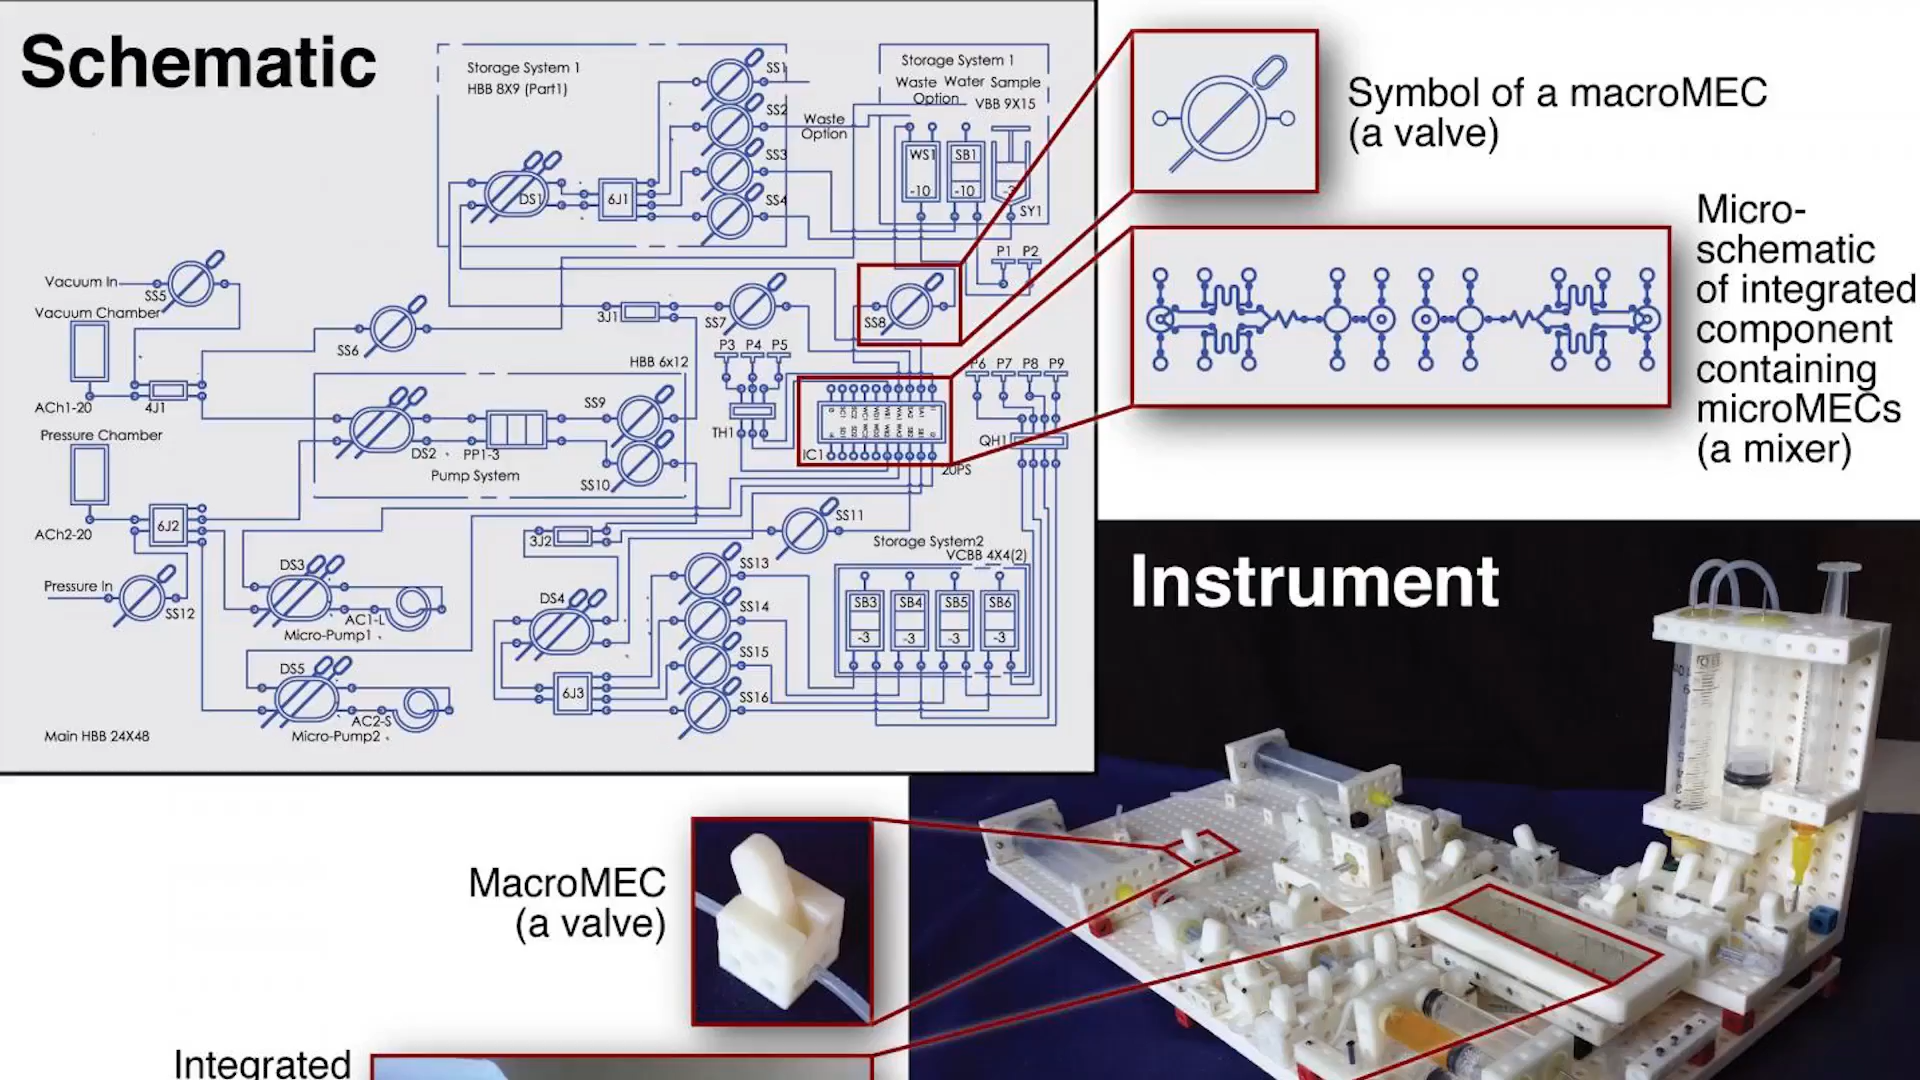 Schematic
Storage System 1
HBB 8X9 (Part1)
SS1
SS2
SS3
SS4
DS1
6J1
Waste
Option
Storage System 1
Waste Water Sample
Option
VBB 9X15
WS1
-10
SB1
-10
-3
SY1
P1 P2
Vacuum In
SS5
Vacuum Chamber
ACh1-20
4J1
SS6
3J1
SS7
SS8
P3 P4 P5
HBB 6x12
TH1
IC1
20PS
P6 P7 P8 P9
QH1
DS2
PP1-3
SS9
SS10
Pump System
Pressure Chamber
ACh2-20
6J2
Pressure In
SS12
DS3
AC1-L
Micro-Pump1
DS5
AC2-S
Micro-Pump2
Main HBB 24X48
3J2
SS11
DS4
6J3
SS13
SS14
SS15
SS16
Storage System2
VCBB 4X4(2)
SB3
-3
SB4
-3
SB5
-3
SB6
-3
Symbol of a macroMEC
(a valve)
Micro-
schematic
of integrated
component
containing
microMECs
(a mixer)
Instrument
MacroMEC
(a valve)
Integrated